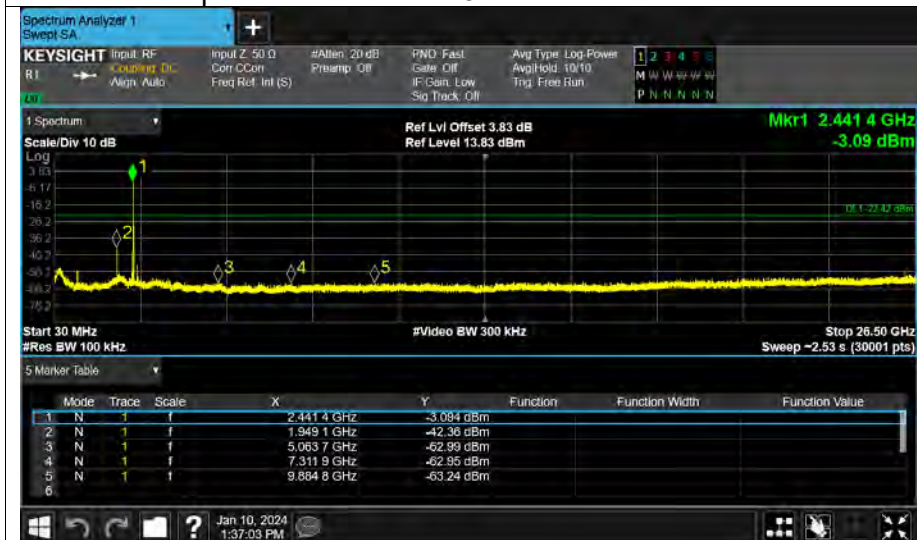 Spectrum Analyzer 1
Swept SA
+
KEYSIGHT Input: RF Input Z: 50 Ω #Atten: 20 dB PNO: Fast Avg Type: Log-Power 1 2 3 4 5 6
Coupling: DC Corr CCorr Preamp: Off Gate: Off Avg|Hold: 10/10 M W W W W W
Align: Auto Freq Ref: Int (S) IF Gain: Low Trig: Free Run P N N N N N
Sig Track: Off
1 Spectrum Ref Lvl Offset 3.83 dB Mkr1 2.441 4 GHz
Scale/Div 10 dB Ref Level 13.83 dBm -3.09 dBm
Log
3.83
-6.17
-16.2
-26.2
-36.2
-46.2
-56.2
-66.2
-76.2
1
2
3
4
5
DL1 -22.42 dBm
Start 30 MHz #Video BW 300 kHz Stop 26.50 GHz
#Res BW 100 kHz Sweep ~2.53 s (30001 pts)
5 Marker Table
Mode Trace Scale X Y Function Function Width Function Value
1 N 1 f 2.441 4 GHz -3.094 dBm
2 N 1 f 1.949 1 GHz -42.36 dBm
3 N 1 f 5.063 7 GHz -62.99 dBm
4 N 1 f 7.311 9 GHz -62.95 dBm
5 N 1 f 9.884 8 GHz -63.24 dBm
6
? Jan 10, 2024
1:37:03 PM